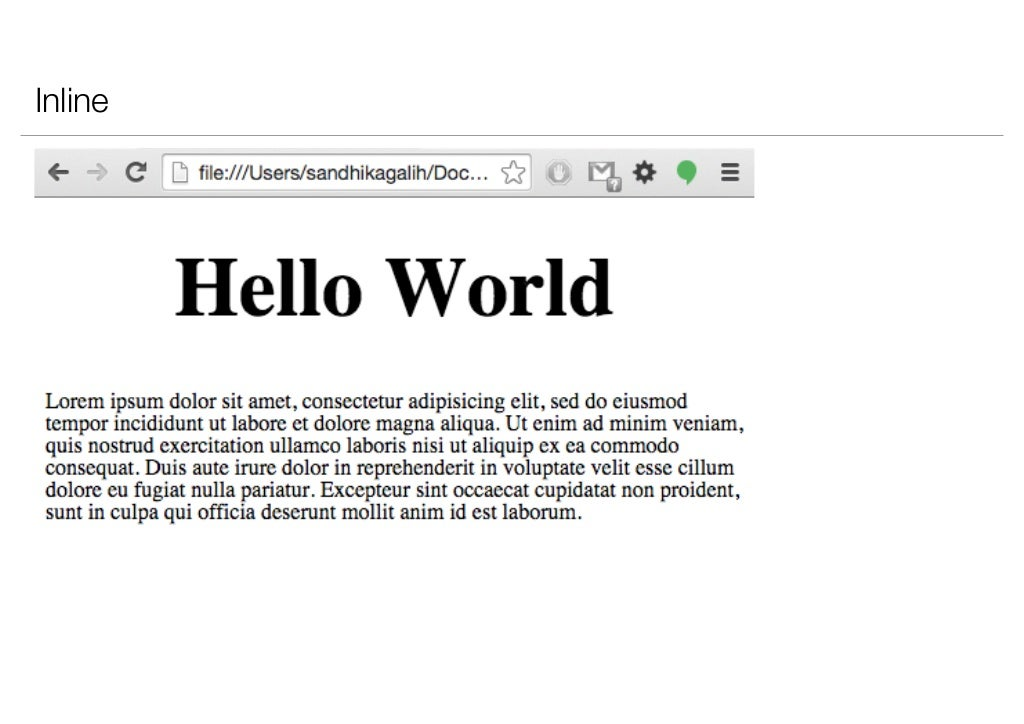 Inline
file:///Users/sandhikagalih/Doc...
Hello World
Lorem ipsum dolor sit amet, consectetur adipisicing elit, sed do eiusmod
tempor incididunt ut labore et dolore magna aliqua. Ut enim ad minim veniam,
quis nostrud exercitation ullamco laboris nisi ut aliquip ex ea commodo
consequat. Duis aute irure dolor in reprehenderit in voluptate velit esse cillum
dolore eu fugiat nulla pariatur. Excepteur sint occaecat cupidatat non proident,
sunt in culpa qui officia deserunt mollit anim id est laborum.